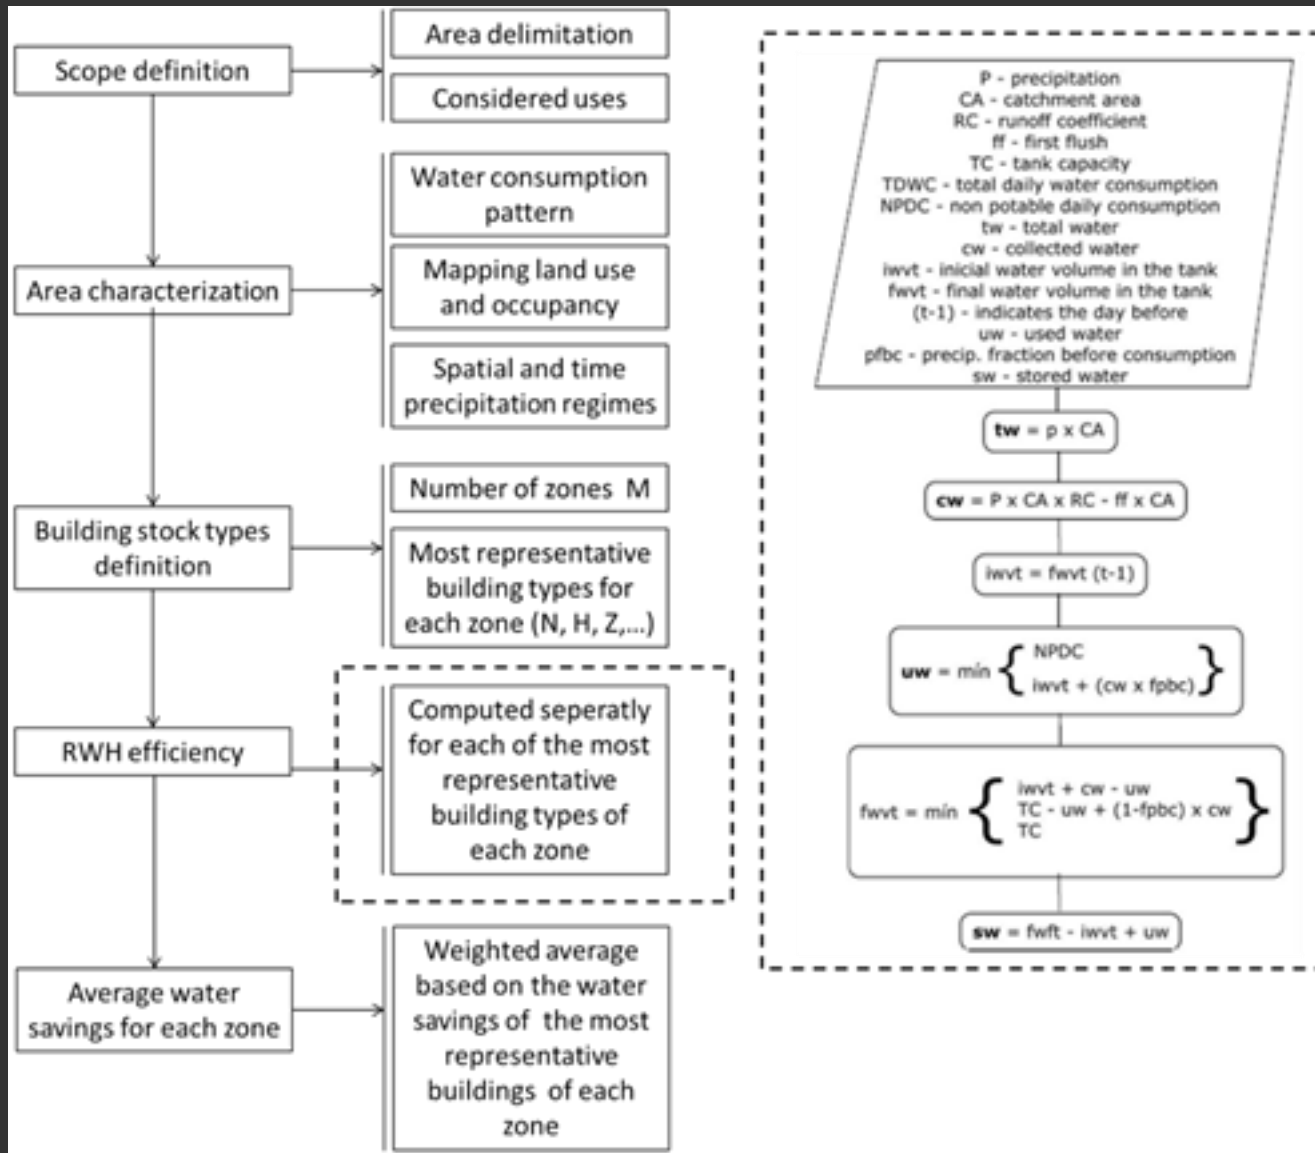 Scope definition
Area delimitation
Considered uses
Area characterization
Water consumption
pattern
Mapping land use
and occupancy
Spatial and time
precipitation regimes
Building stock types
definition
Number of zones M
Most representative
building types for
each zone (N, H, Z,...)
RWH efficiency
Computed seperatly
for each of the most
representative
building types of
each zone
Average water
savings for each zone
Weighted average
based on the water
savings of the most
representative
buildings of each
zone
P - precipitation
CA - catchment area
RC - runoff coefficient
ff - first flush
TC - tank capacity
TDWC - total daily water consumption
NPDC - non potable daily consumption
tw - total water
cw - collected water
iwvt - inicial water volume in the tank
fwvt - final water volume in the tank
(t-1) - indicates the day before
uw - used water
pfbc - precip. fraction before consumption
sw - stored water
tw = p x CA
cw = P x CA x RC - ff x CA
iwvt = fwvt (t-1)
uw = min { NPDC
iwvt + (cw x fpbc) }
fwvt = min { iwvt + cw - uw
TC - uw + (1-fpbc) x cw
TC }
sw = fwft - iwvt + uw